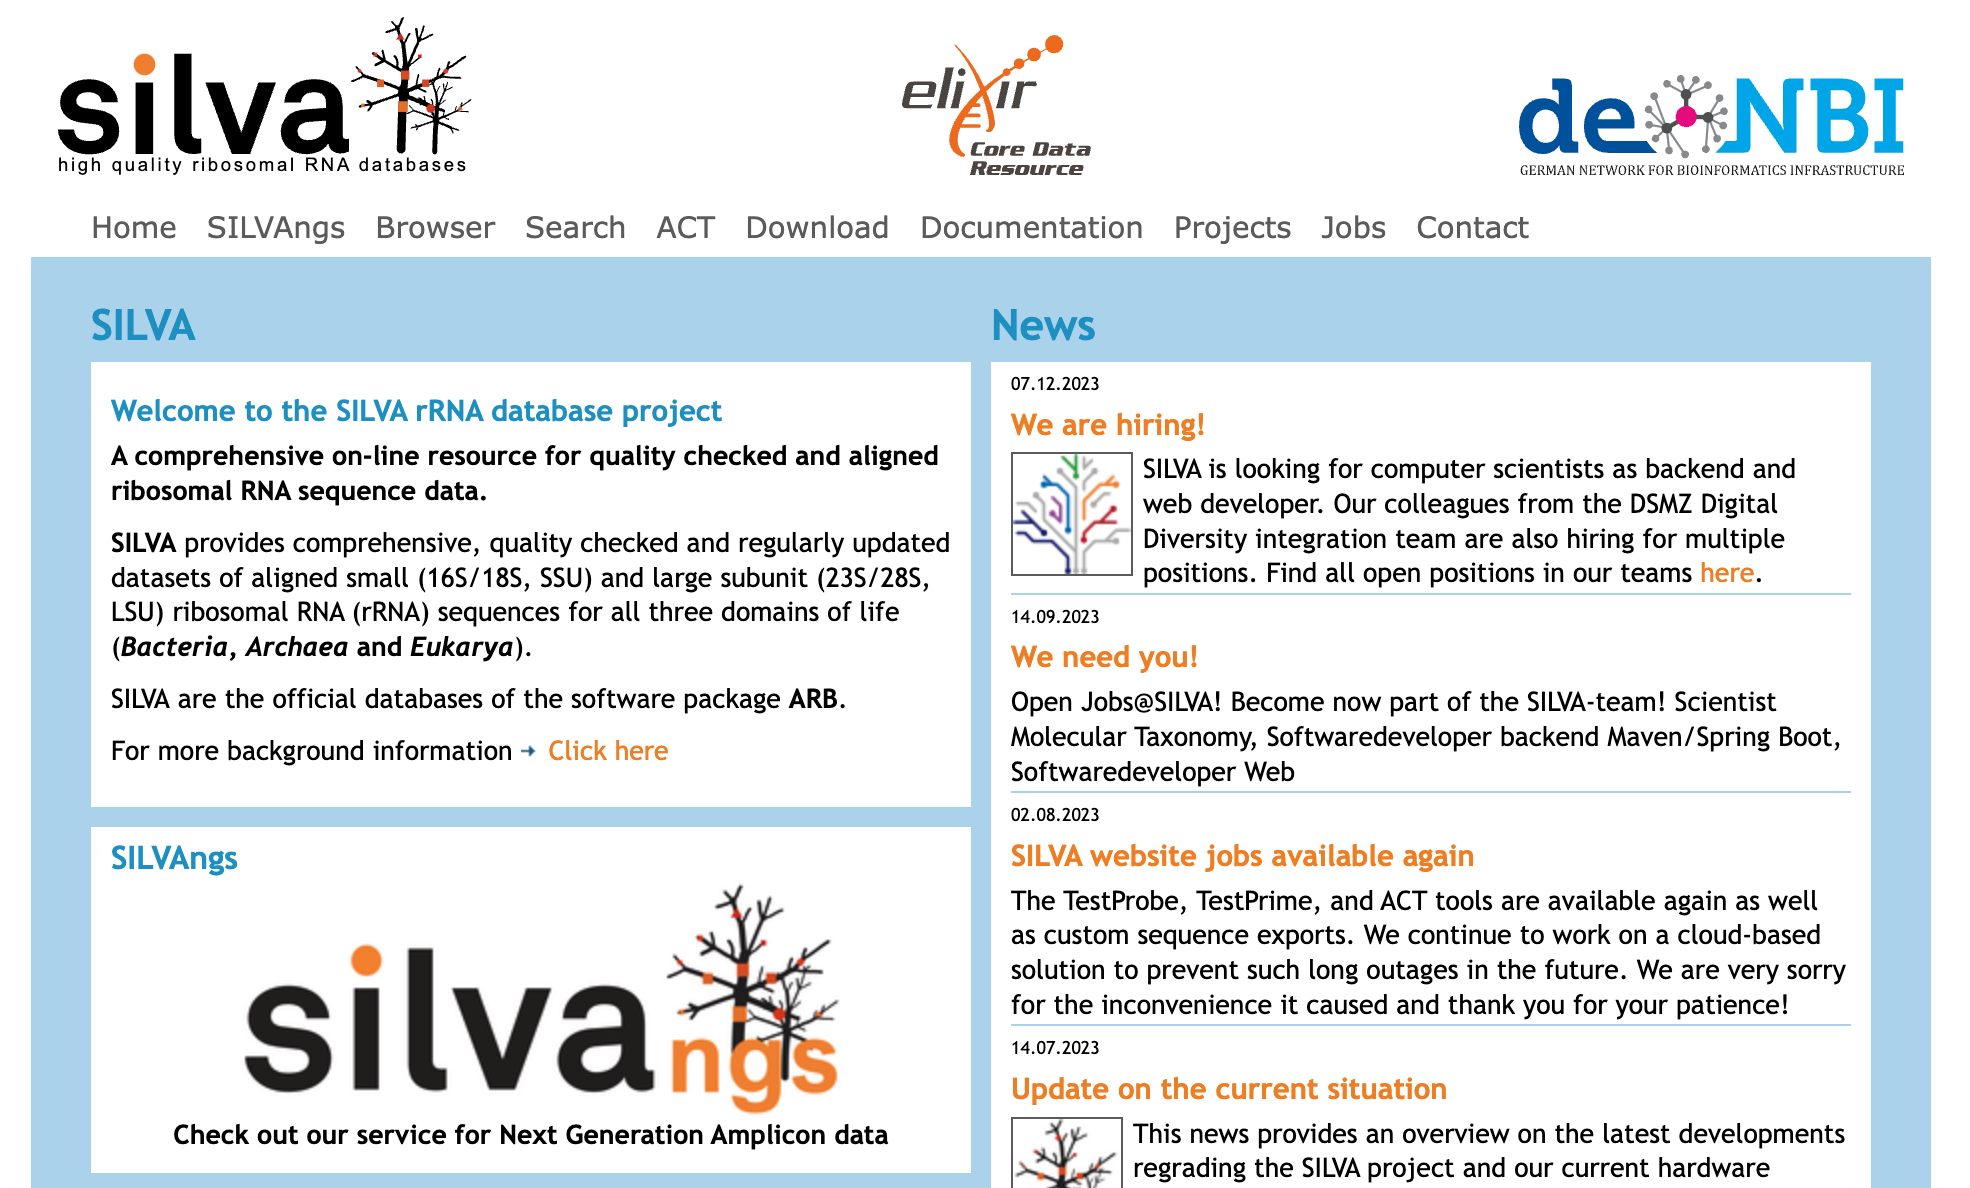 silva
high quality ribosomal RNA databases
elixir
Core Data
Resource
de NBI
GERMAN NETWORK FOR BIOINFORMATICS INFRASTRUCTURE
Home SILVAngs Browser Search ACT Download Documentation Projects Jobs Contact
SILVA
Welcome to the SILVA rRNA database project
A comprehensive on-line resource for quality checked and aligned
ribosomal RNA sequence data.
SILVA provides comprehensive, quality checked and regularly updated
datasets of aligned small (16S/18S, SSU) and large subunit (23S/28S,
LSU) ribosomal RNA (rRNA) sequences for all three domains of life
(Bacteria, Archaea and Eukarya).
SILVA are the official databases of the software package ARB.
For more background information → Click here
SILVAngs
silva
ngs
Check out our service for Next Generation Amplicon data
News
07.12.2023
We are hiring!
SILVA is looking for computer scientists as backend and
web developer. Our colleagues from the DSMZ Digital
Diversity integration team are also hiring for multiple
positions. Find all open positions in our teams here.
14.09.2023
We need you!
Open Jobs@SILVA! Become now part of the SILVA-team! Scientist
Molecular Taxonomy, Softwaredeveloper backend Maven/Spring Boot,
Softwaredeveloper Web
02.08.2023
SILVA website jobs available again
The TestProbe, TestPrime, and ACT tools are available again as well
as custom sequence exports. We continue to work on a cloud-based
solution to prevent such long outages in the future. We are very sorry
for the inconvenience it caused and thank you for your patience!
14.07.2023
Update on the current situation
This news provides an overview on the latest developments
regrading the SILVA project and our current hardware